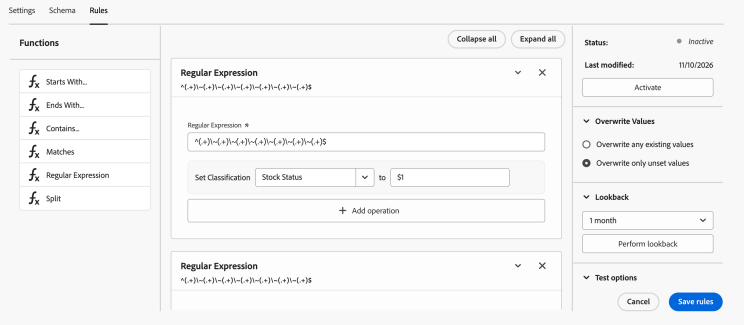 Settings Schema Rules
Functions
Starts With...
Ends With...
Contains...
Matches
Regular Expression
Split
Collapse all Expand all
Regular Expression
^(.+)\~(.+)\~(.+)\~(.+)\~(.+)\~(.+)\~(.+)$
Regular Expression *
^(.+)\~(.+)\~(.+)\~(.+)\~(.+)\~(.+)\~(.+)$
Set Classification Stock Status to $1
+ Add operation
Regular Expression
^(.+)\~(.+)\~(.+)\~(.+)\~(.+)\~(.+)\~(.+)$
Status: Inactive
Last modified: 11/10/2026
Activate
Overwrite Values
Overwrite any existing values
Overwrite only unset values
Lookback
1 month
Perform lookback
Test options
Cancel Save rules